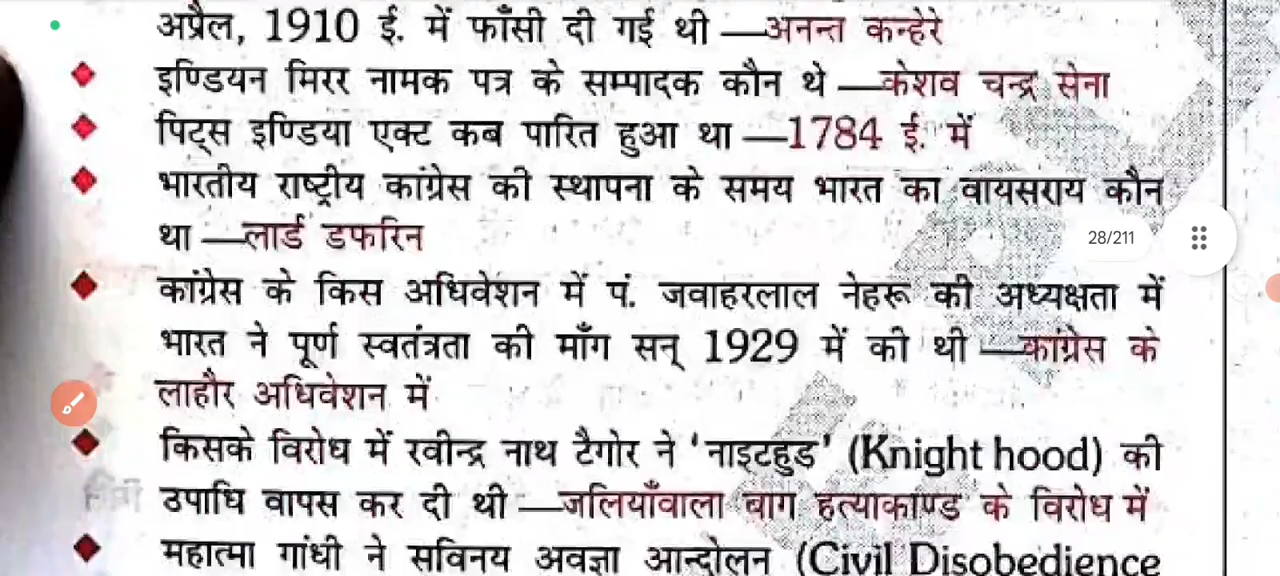 अप्रैल, 1910 ई. में फाँसी दी गई थी —अनन्त कन्हेरे
इण्डियन मिरर नामक पत्र के सम्पादक कौन थे —केशव चन्द्र सेना
पिट्स इण्डिया एक्ट कब पारित हुआ था —1784 ई. में
भारतीय राष्ट्रीय कांग्रेस की स्थापना के समय भारत का वायसराय कौन
था —लार्ड डफरिन
28/211
कांग्रेस के किस अधिवेशन में पं. जवाहरलाल नेहरू की अध्यक्षता में
भारत ने पूर्ण स्वतंत्रता की माँग सन् 1929 में की थी —कांग्रेस के
लाहौर अधिवेशन में
किसके विरोध में रवीन्द्र नाथ टैगोर ने 'नाइटहुड' (Knight hood) की
उपाधि वापस कर दी थी —जलियाँवाला बाग हत्याकाण्ड के विरोध में
महात्मा गांधी ने सविनय अवज्ञा आन्दोलन (Civil Disobedience